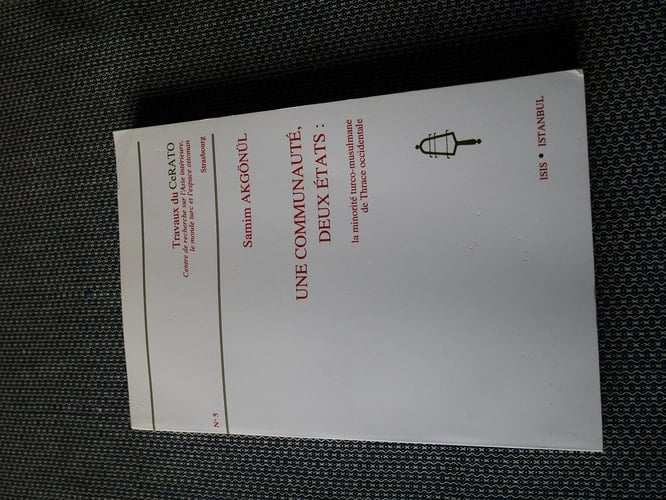 Travaux du CeRATO
Centre de recherche sur l'Asie intérieure,
le monde turc et l'espace ottoman
Strasbourg
N° 5
Samim AKGÖNÜL
UNE COMMUNAUTÉ,
DEUX ÉTATS :
la minorité turco-musulmane
de Thrace occidentale
ISIS • ISTANBUL